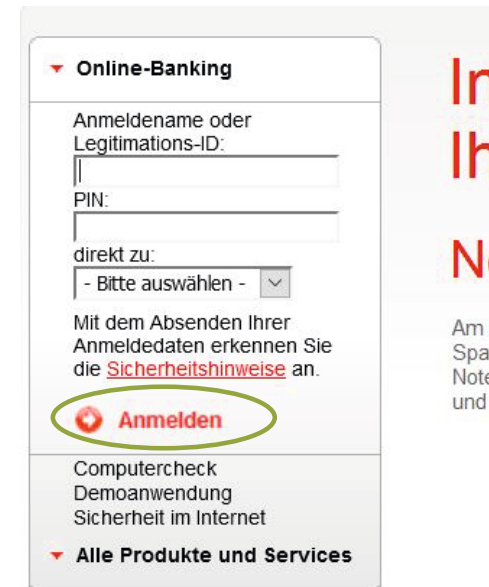 Online-Banking
Anmeldename oder
Legitimations-ID:
PIN:
direkt zu:
- Bitte auswählen -
Mit dem Absenden Ihrer
Anmeldedaten erkennen Sie
die Sicherheitshinweise an.
Anmelden
Computercheck
Demoanwendung
Sicherheit im Internet
Alle Produkte und Services
Am
und